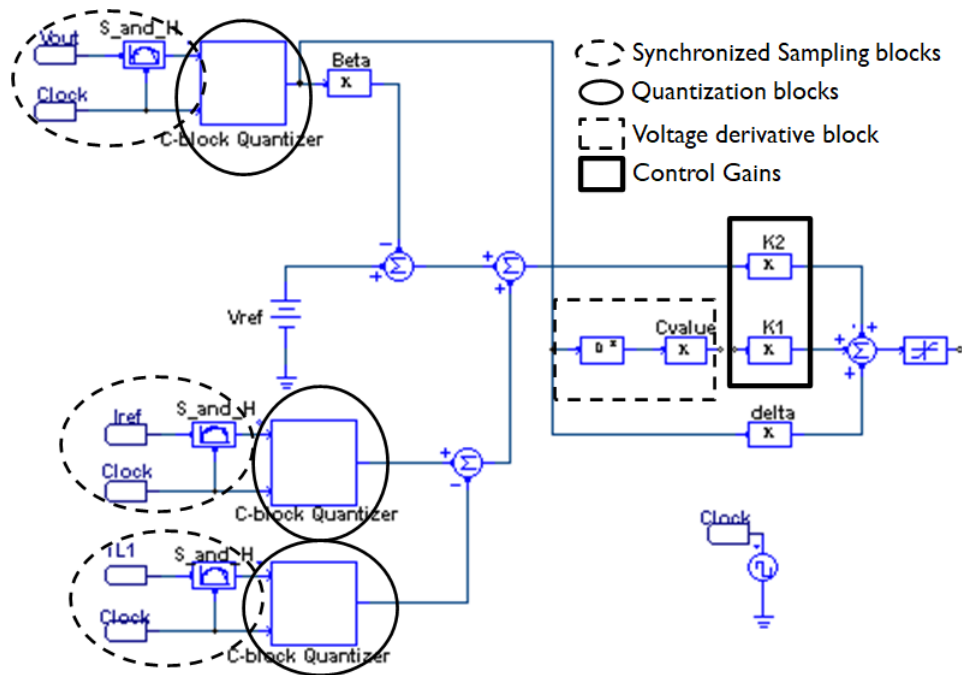 S_and_H
Vout
Clock
C-block Quantizer
Beta
K
Synchronized Sampling blocks
Quantization blocks
Voltage derivative block
Control Gains
Σ
Σ
Vref
K2
K
Cvalue
K
K1
K
Σ
delta
K
Iref
S_and_H
Clock
C-block Quantizer
Σ
Clock
IL1
S_and_H
Clock
C-block Quantizer